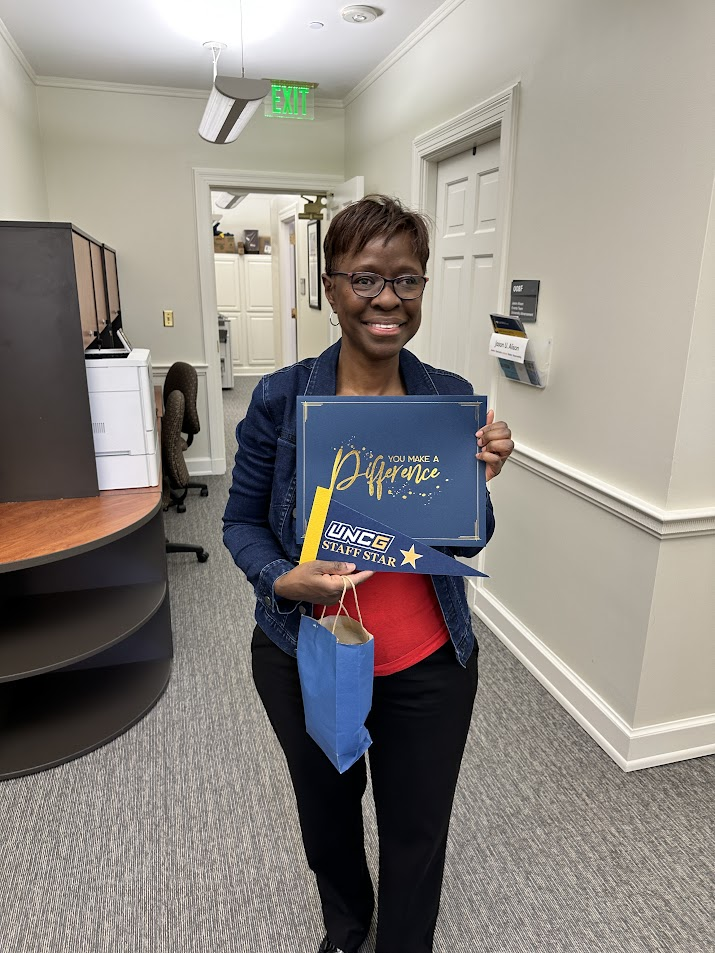 EXIT
YOU MAKE A
Difference
UNCG
STAFF STAR